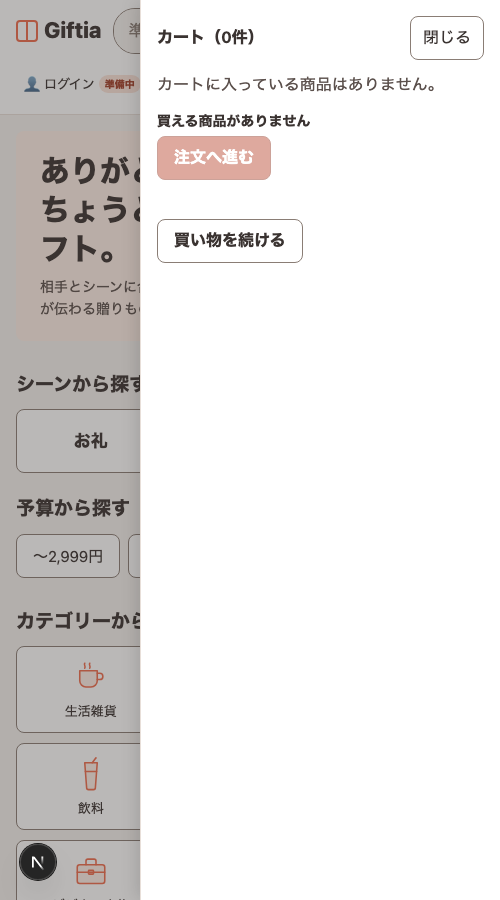 Giftia
準
カート（0件）
閉じる
ログイン
準備中
カートに入っている商品はありません。
買える商品がありません
注文へ進む
買い物を続ける
ありがと
ちょうど
フト。
相手とシーンに
が伝わる贈りも
シーンから探す
お礼
予算から探す
〜2,999円
カテゴリーから
生活雑貨
飲料
N